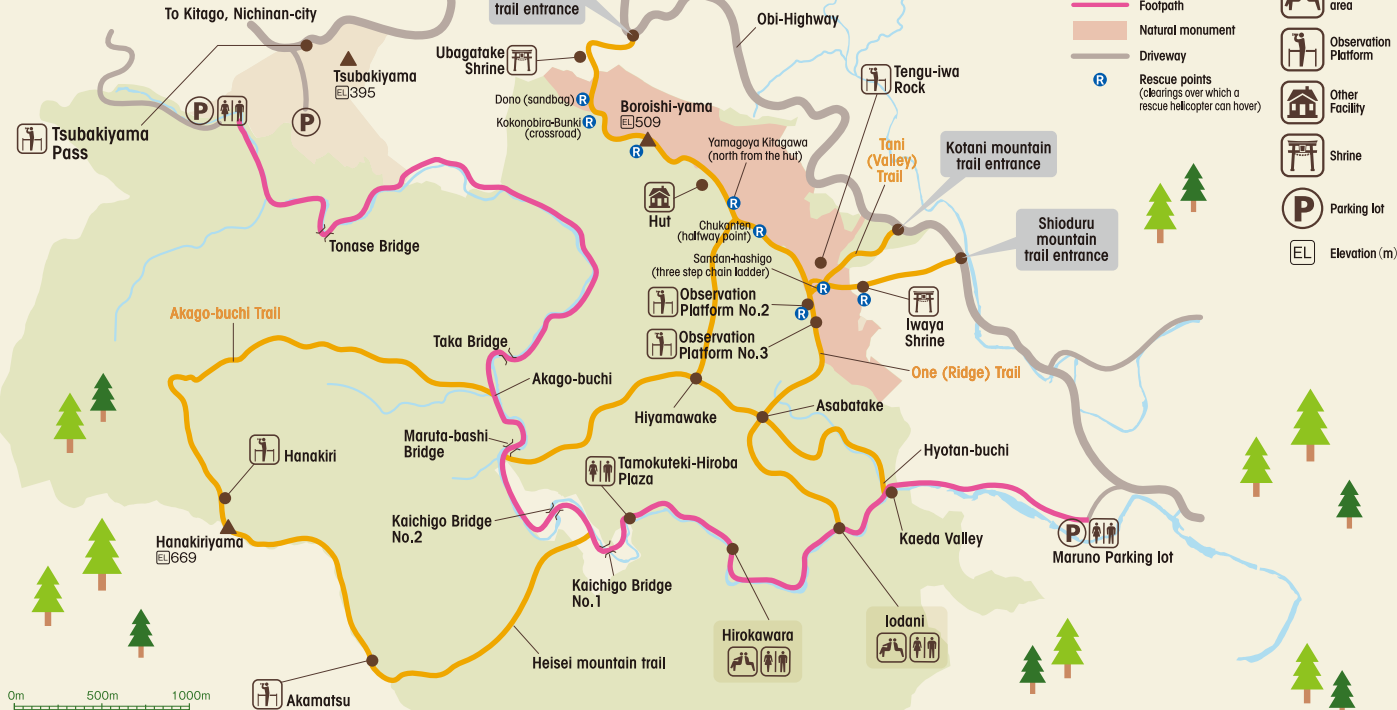 To Kitago, Nichinan-city
trail entrance
Obi-Highway
Footpath
area
Natural monument
Driveway
Observation
Platform
R
Rescue points
(clearings over which a
rescue helicopter can hover)
Other
Facility
Shrine
P
Parking lot
EL
Elevation (m)
Tsubakiyama
EL 395
Ubagatake
Shrine
Dono (sandbag) R
Kokonobira-Bunki R
(crossroad)
Boroishi-yama
EL 509
R
Tengu-iwa
Rock
P
P
Tsubakiyama
Pass
Yamagoya Kitagawa
(north from the hut)
R
Tani
(Valley)
Trail
Kotani mountain
trail entrance
Hut
Chukanten R
(halfway point)
Shioduru
mountain
trail entrance
Tonase Bridge
Sandan-hashigo
(three step chain ladder)
R
R
Observation
Platform No.2
R
Iwaya
Shrine
Observation
Platform No.3
Akago-buchi Trail
Taka Bridge
Akago-buchi
One (Ridge) Trail
Hiyamawake
Asabatake
Maruta-bashi
Bridge
Hanakiri
Tamokuteki-Hiroba
Plaza
Hyotan-buchi
Kaichigo Bridge
No.2
Hanakiriyama
EL 669
Kaeda Valley
P
Maruno Parking lot
Kaichigo Bridge
No.1
Iodani
Hirokawara
Heisei mountain trail
Akamatsu
0m 500m 1000m